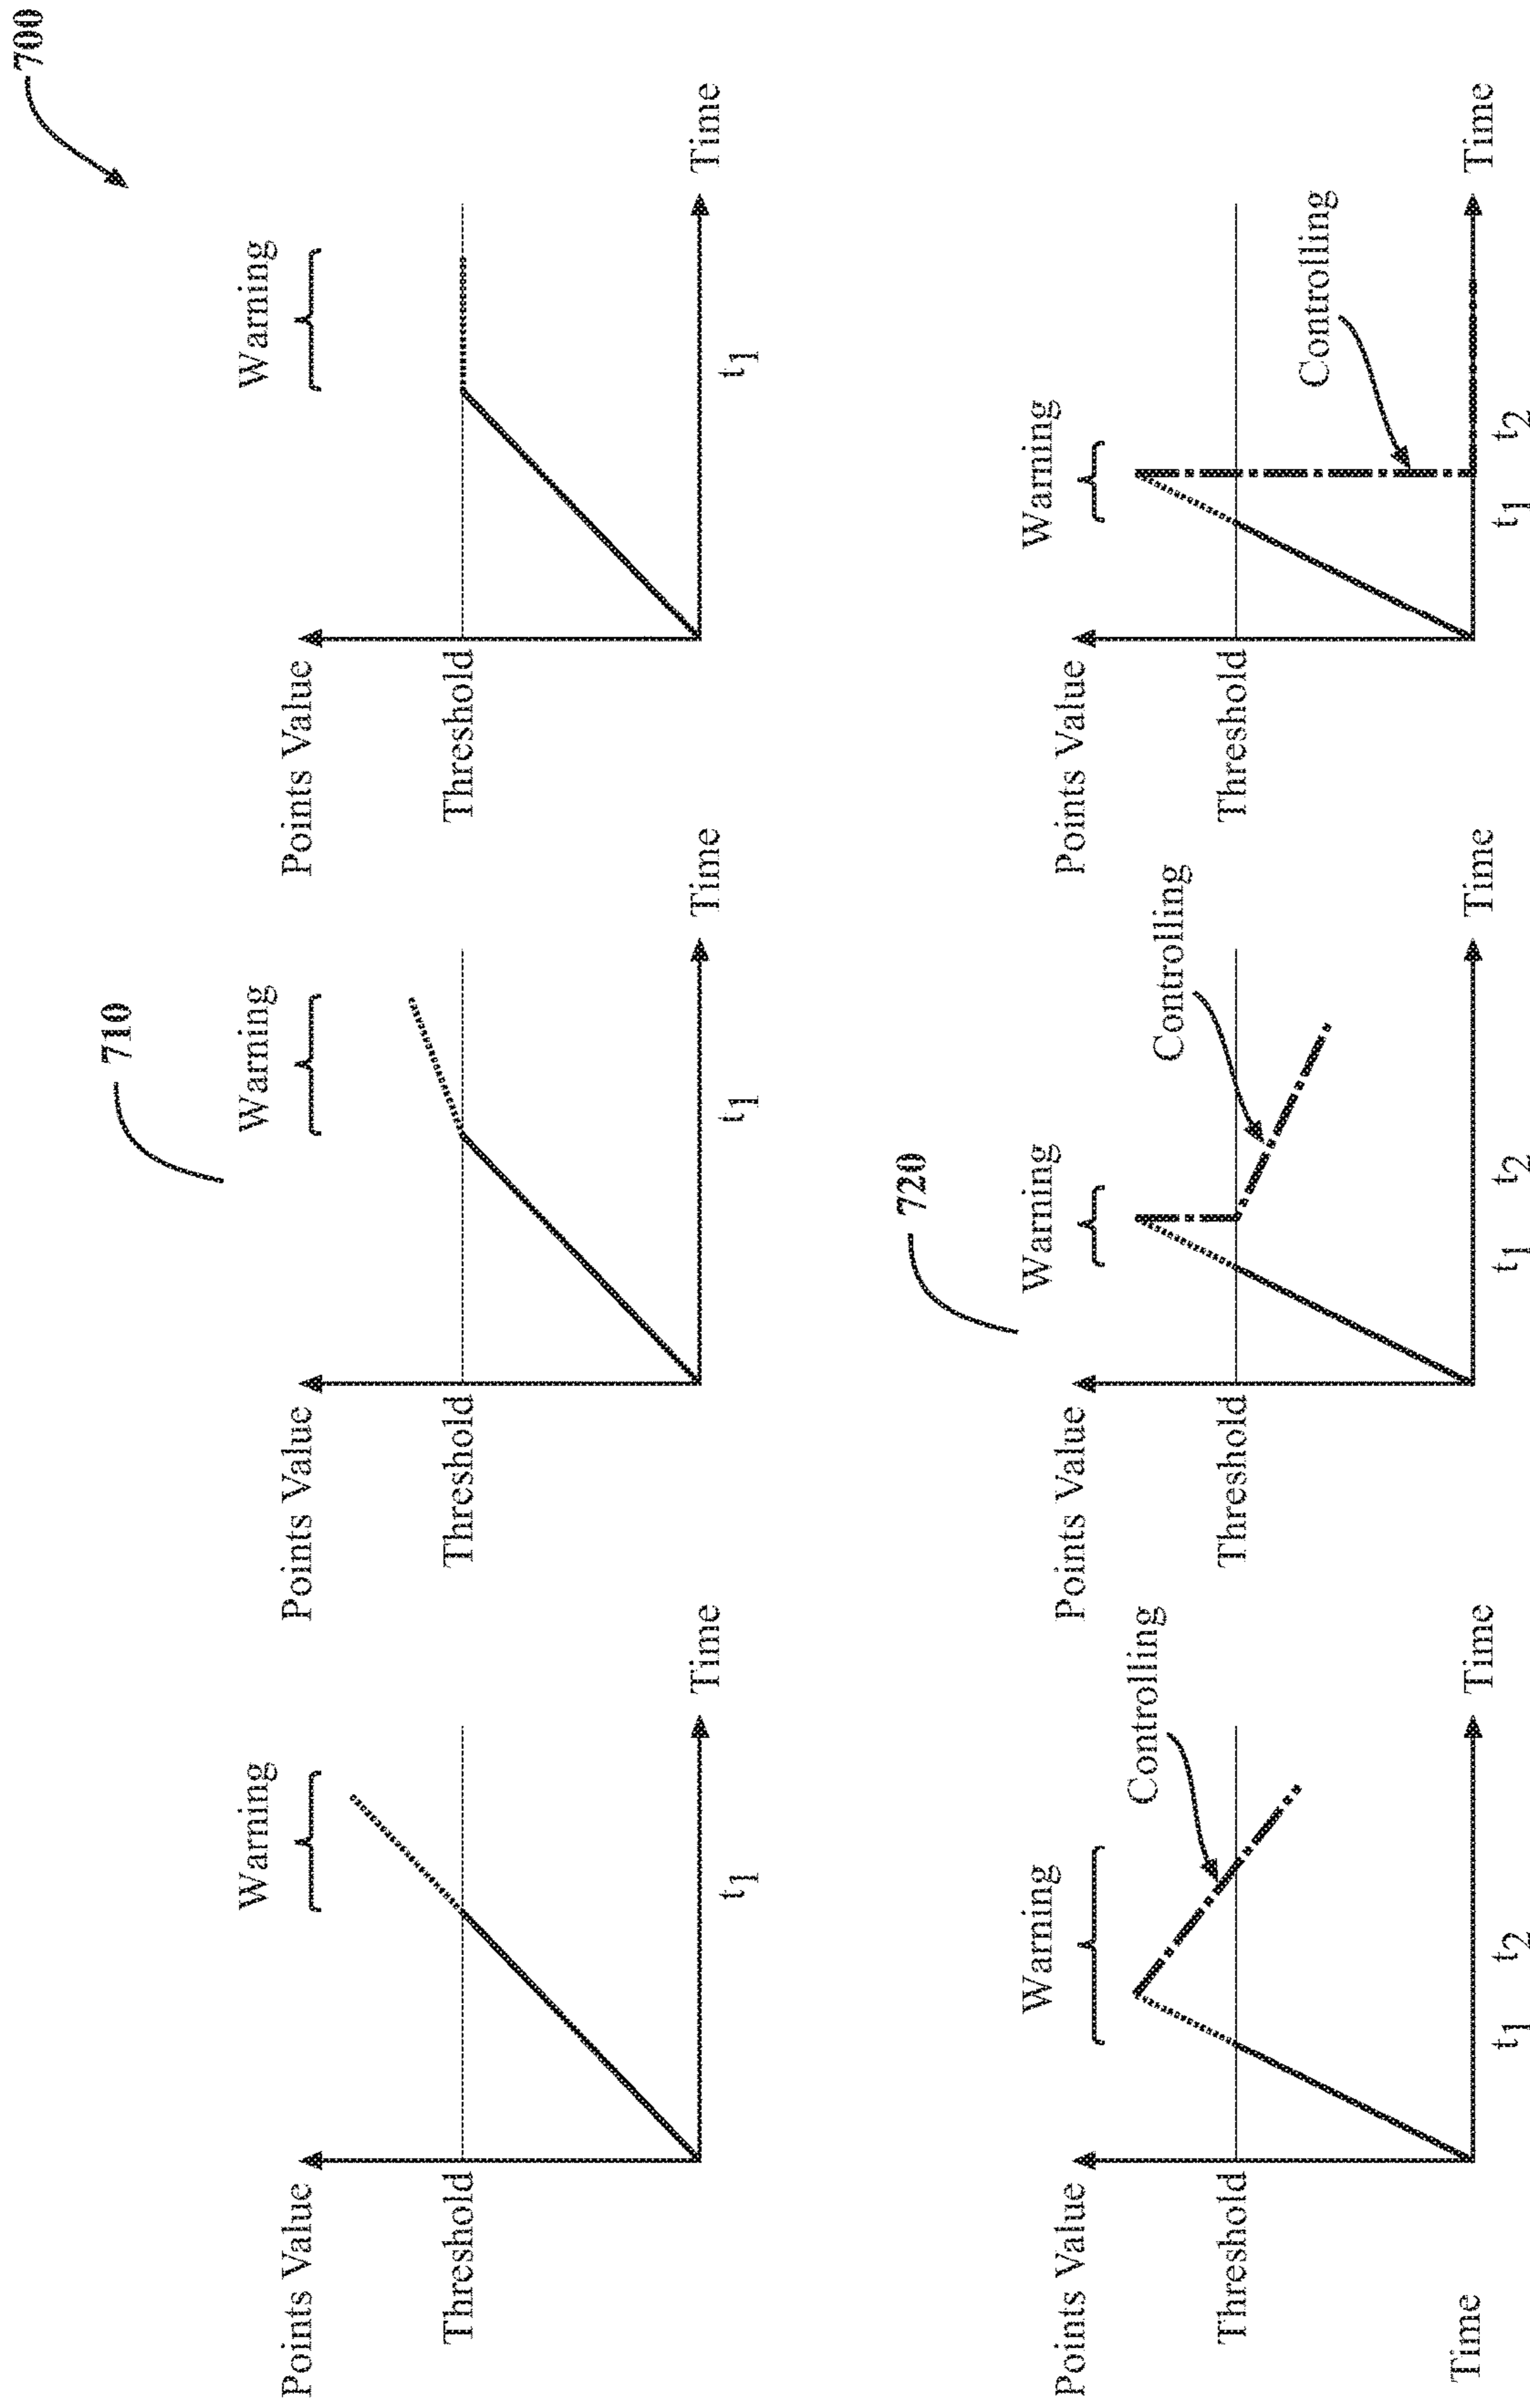 700
710
Warning
Warning
Warning
Points Value
Points Value
Points Value
Threshold
Threshold
Threshold
Time
Time
Time
t1
t1
t1
720
Warning
Warning
Warning
Controlling
Controlling
Controlling
Points Value
Points Value
Points Value
Threshold
Threshold
Threshold
Time
Time
Time
Time
t1 t2
t1 t2
t1 t2